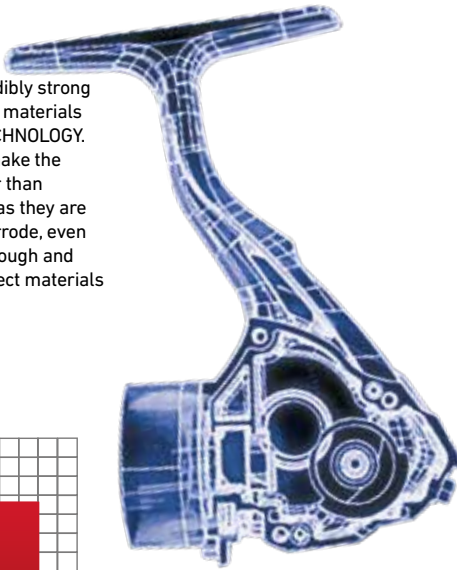 dibly strong
materials
CHNOLOGY.
ake the
r than
as they are
rrode, even
ough and
ect materials